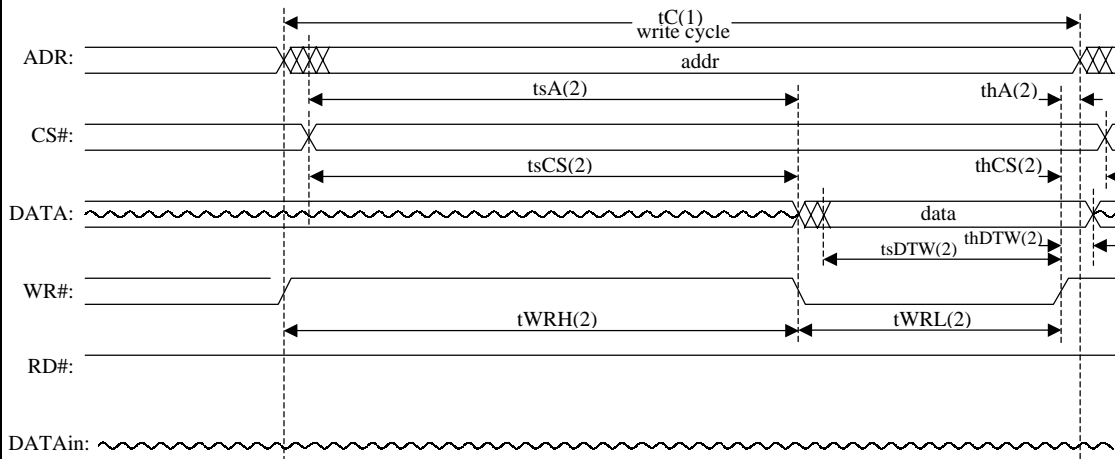 tC(1)
write cycle
ADR:
addr
tsA(2)
thA(2)
CS#:
tsCS(2)
thCS(2)
DATA:
data
thDTW(2)
tsDTW(2)
WR#:
tWRH(2)
tWRL(2)
RD#:
DATAin: